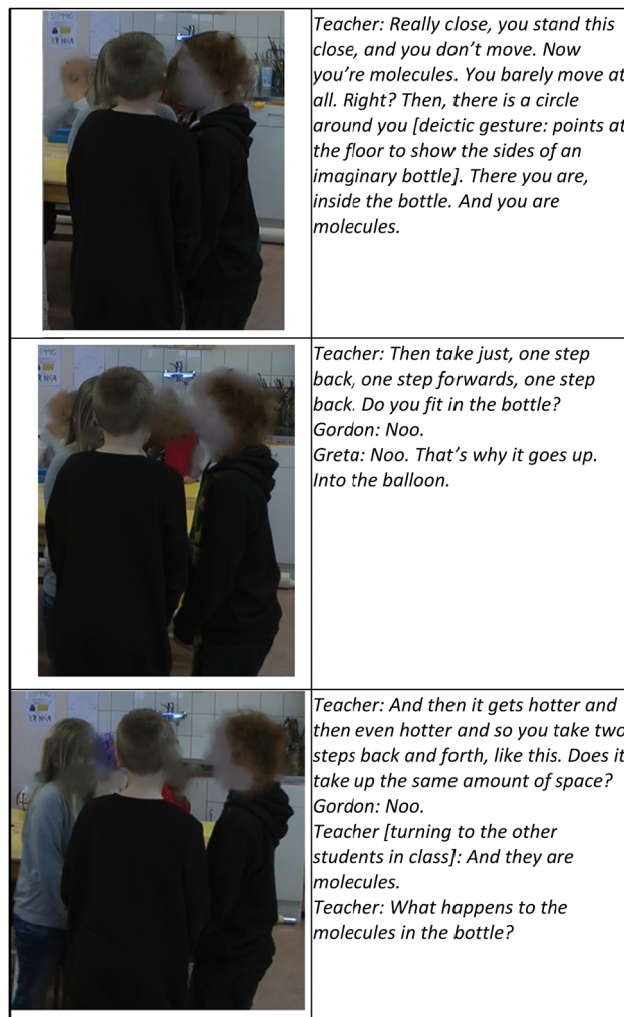 Teacher: Really close, you stand this
close, and you don't move. Now
you're molecules. You barely move at
all. Right? Then, there is a circle
around you [deictic gesture: points at
the floor to show the sides of an
imaginary bottle]. There you are,
inside the bottle. And you are
molecules.
Teacher: Then take just, one step
back, one step forwards, one step
back. Do you fit in the bottle?
Gordon: Noo.
Greta: Noo. That's why it goes up.
Into the balloon.
Teacher: And then it gets hotter and
then even hotter and so you take two
steps back and forth, like this. Does it
take up the same amount of space?
Gordon: Noo.
Teacher [turning to the other
students in class]: And they are
molecules.
Teacher: What happens to the
molecules in the bottle?